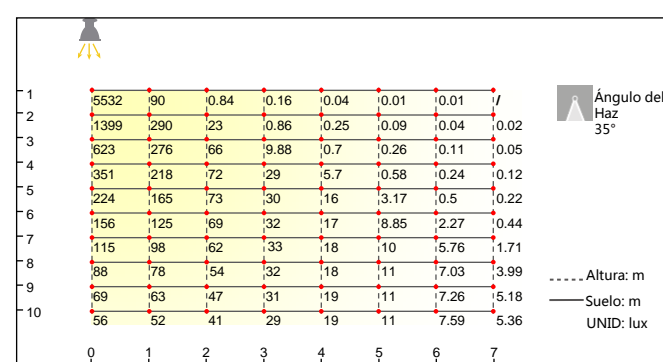 1
5532 90 0.84 0.16 0.04 0.01 0.01 /
2
1399 290 23 0.86 0.25 0.09 0.04 0.02
3
623 276 66 9.88 0.7 0.26 0.11 0.05
4
351 218 72 29 5.7 0.58 0.24 0.12
5
224 165 73 30 16 3.17 0.5 0.22
6
156 125 69 32 17 8.85 2.27 0.44
7
115 98 62 33 18 10 5.76 1.71
8
88 78 54 32 18 11 7.03 3.99
9
69 63 47 31 19 11 7.26 5.18
10
56 52 41 29 19 11 7.59 5.36
0 1 2 3 4 5 6 7
Ángulo del
Haz
35°
Altura: m
Suelo: m
UNID: lux